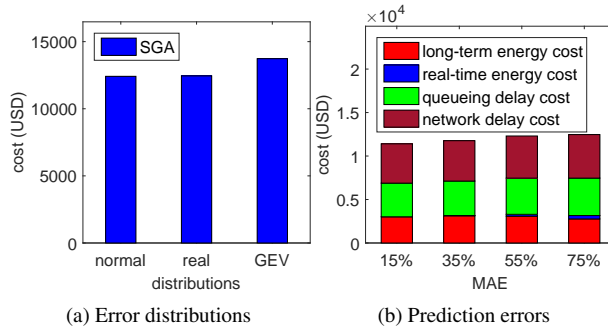 15000
10000
5000
0
cost (USD)
SGA
normal real GEV
distributions
(a) Error distributions
×10⁴
2
1.5
1
0.5
0
cost (USD)
long-term energy cost
real-time energy cost
queueing delay cost
network delay cost
15% 35% 55% 75%
MAE
(b) Prediction errors